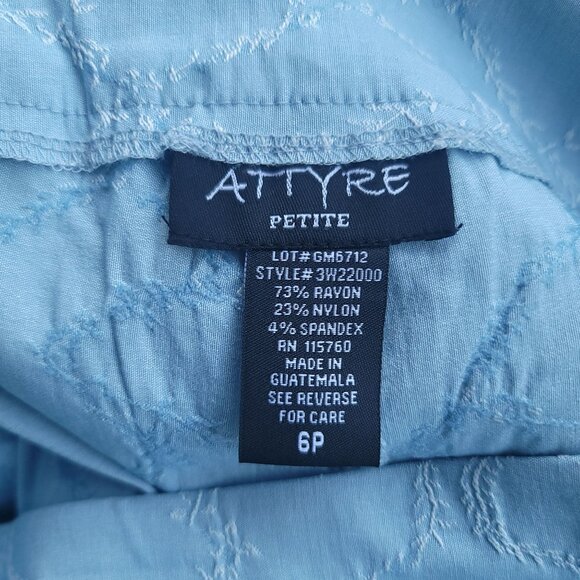 ATTYRE
PETITE
LOT# GM6712
STYLE# 3W22000
73% RAYON
23% NYLON
4% SPANDEX
RN 115760
MADE IN
GUATEMALA
SEE REVERSE
FOR CARE
6P